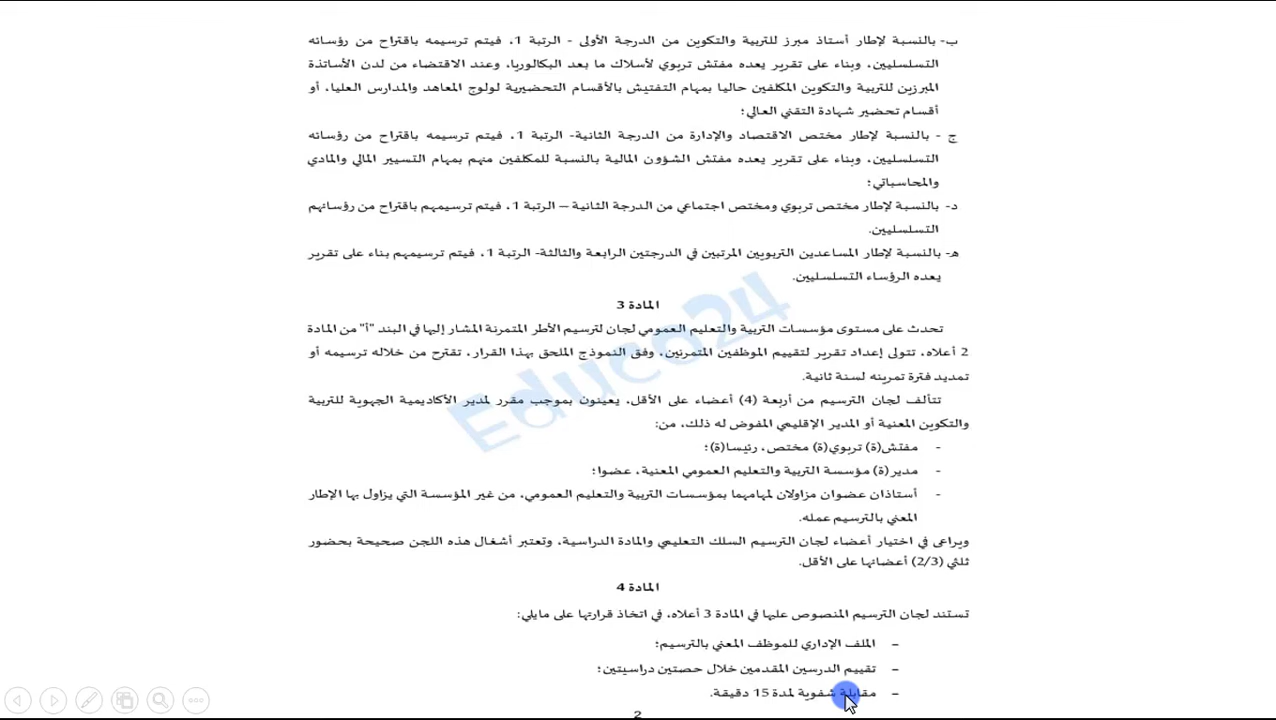 ب- بالنسبة لإطار أستاذ مبرز للتربية والتكوين من الدرجة الأولى - الرتبة 1، فيتم ترسيمه باقتراح من رؤسائه
التسلسليين، وبناء على تقرير يعده مفتش تربوي لأسلاك ما بعد البكالوريا، وعند الاقتضاء من لدن الأساتذة
المبرزين للتربية والتكوين المكلفين حاليا بمهام التفتيش بالأقسام التحضيرية لولوج المعاهد والمدارس العليا، أو
أقسام تحضير شهادة التقني العالي؛
ج - بالنسبة لإطار مختص الاقتصاد والإدارة من الدرجة الثانية- الرتبة 1، فيتم ترسيمه باقتراح من رؤسائه
التسلسليين، وبناء على تقرير يعده مفتش الشؤون المالية بالنسبة للمكلفين منهم بمهام التسيير المالي والمادي
والمحاسباتي؛
د- بالنسبة لإطار مختص تربوي ومختص اجتماعي من الدرجة الثانية – الرتبة 1، فيتم ترسيمهم باقتراح من رؤسائهم
التسلسليين.
هـ- بالنسبة لإطار المساعدين التربويين المرتبين في الدرجتين الرابعة والثالثة- الرتبة 1، فيتم ترسيمهم بناء على تقرير
يعده الرؤساء التسلسليين.
المادة 3
تحدث على مستوى مؤسسات التربية والتعليم العمومي لجان لترسيم الأطر المتمرنة المشار إليها في البند "أ" من المادة
2 أعلاه، تتولى إعداد تقرير لتقييم الموظفين المتمرنين، وفق النموذج الملحق بهذا القرار، تقترح من خلاله ترسيمه أو
تمديد فترة تمرينه لسنة ثانية.
تتألف لجان الترسيم من أربعة (4) أعضاء على الأقل، يعينون بموجب مقرر لمدير الأكاديمية الجهوية للتربية
والتكوين المعنية أو المدير الإقليمي المفوض له ذلك، من:
- مفتش(ة) تربوي(ة) مختص، رئيسا(ة)؛
- مدير(ة) مؤسسة التربية والتعليم العمومي المعنية، عضوا؛
- أستاذان عضوان مزاولان لمهامهما بمؤسسات التربية والتعليم العمومي، من غير المؤسسة التي يزاول بها الإطار
المعني بالترسيم عمله.
ويراعى في اختيار أعضاء لجان الترسيم السلك التعليمي والمادة الدراسية، وتعتبر أشغال هذه اللجن صحيحة بحضور
ثلثي (2/3) أعضائها على الأقل.
المادة 4
تستند لجان الترسيم المنصوص عليها في المادة 3 أعلاه، في اتخاذ قرارتها على مايلي:
– الملف الإداري للموظف المعني بالترسيم؛
– تقييم الدرسين المقدمين خلال حصتين دراسيتين؛
– مقابلة شفوية لمدة 15 دقيقة.
2
Educo24